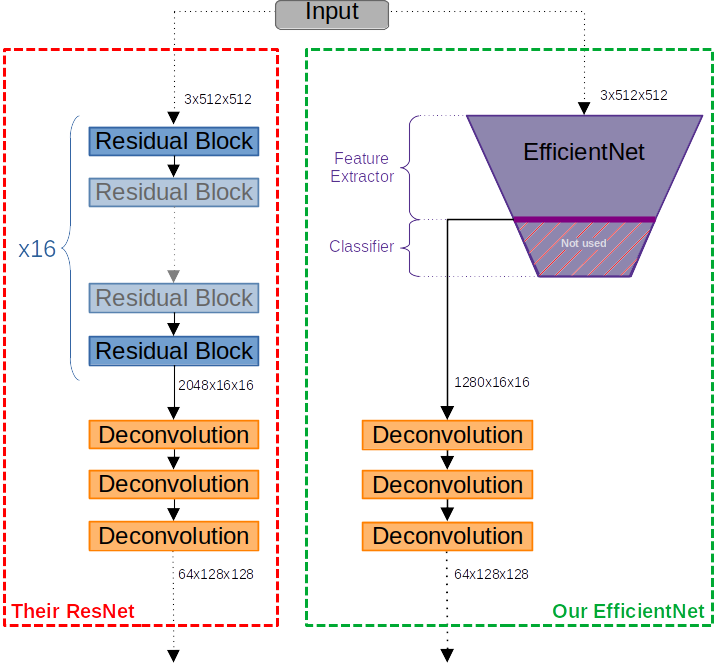 Input
3x512x512
Residual Block
Residual Block
x16
Residual Block
Residual Block
2048x16x16
Deconvolution
Deconvolution
Deconvolution
64x128x128
Their ResNet
3x512x512
EfficientNet
Feature
Extractor
Classifier
Not used
1280x16x16
Deconvolution
Deconvolution
Deconvolution
64x128x128
Our EfficientNet